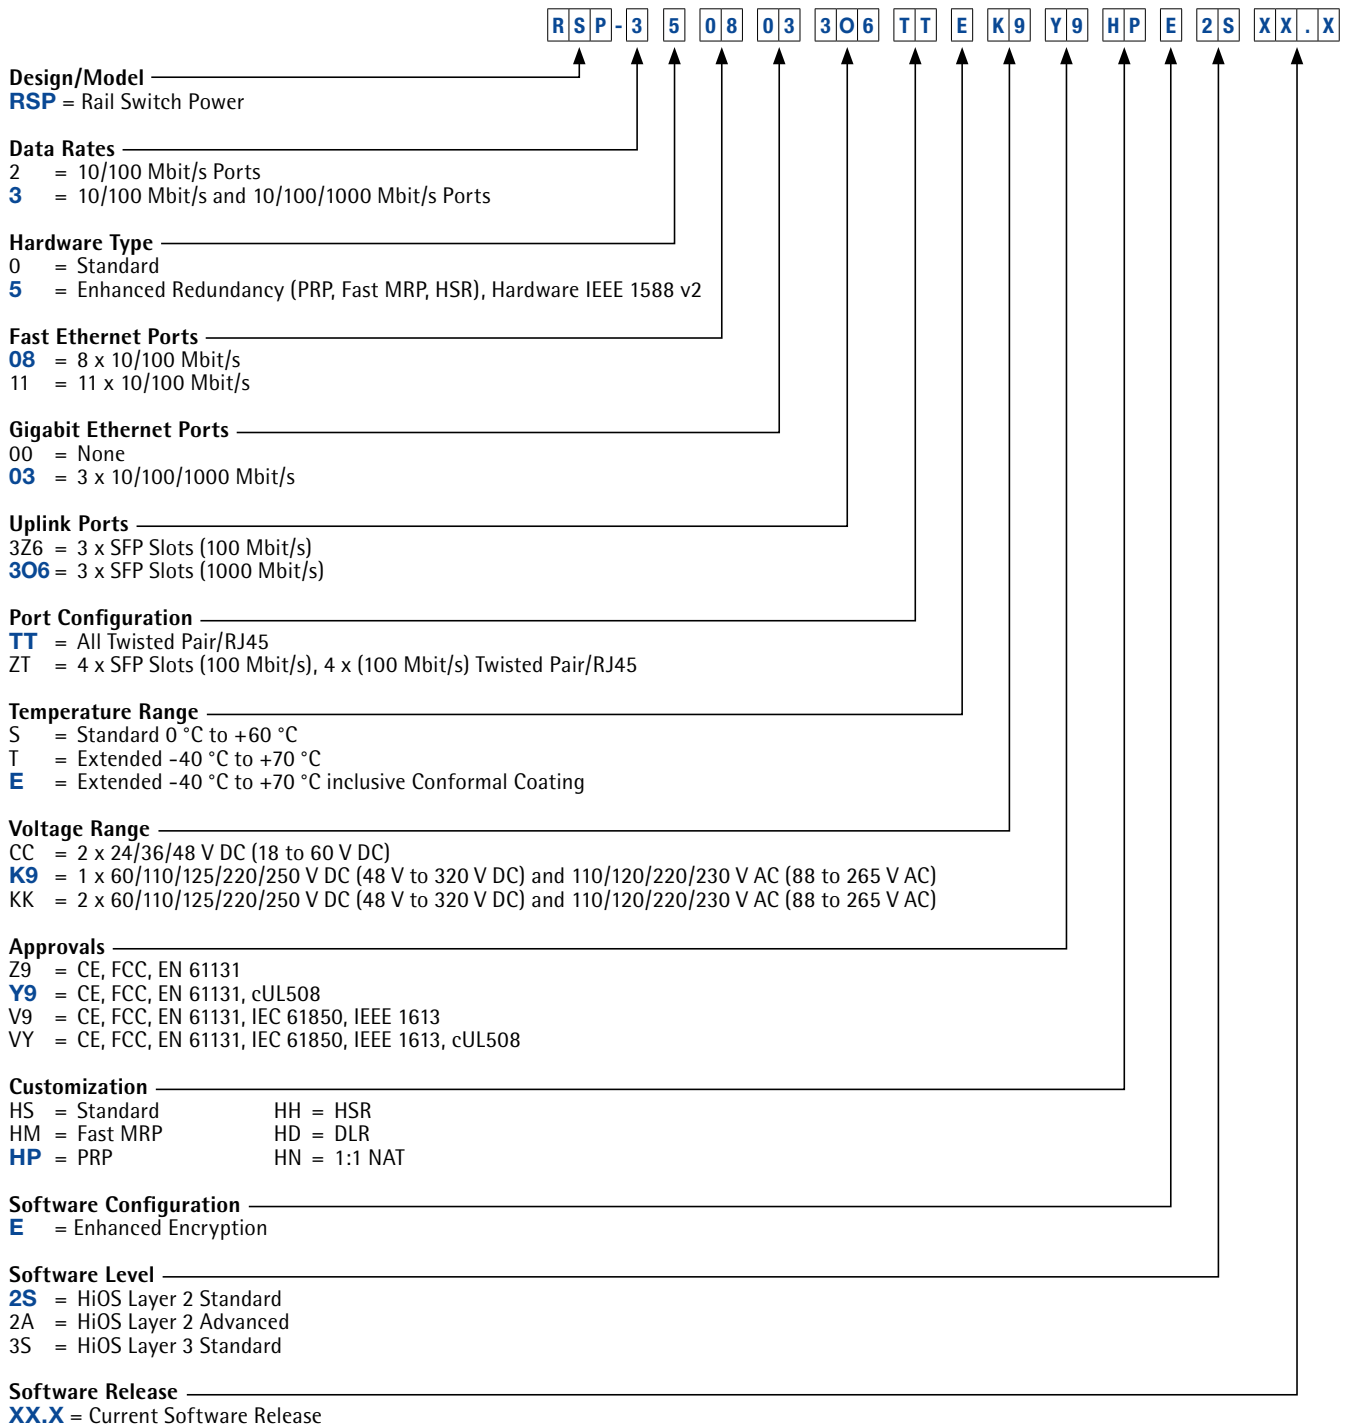 RSP-3 5 08 03 3O6 TT E K9 Y9 HP E 2S XX.X
Design/Model
RSP = Rail Switch Power
Data Rates
2 = 10/100 Mbit/s Ports
3 = 10/100 Mbit/s and 10/100/1000 Mbit/s Ports
Hardware Type
0 = Standard
5 = Enhanced Redundancy (PRP, Fast MRP, HSR), Hardware IEEE 1588 v2
Fast Ethernet Ports
08 = 8 x 10/100 Mbit/s
11 = 11 x 10/100 Mbit/s
Gigabit Ethernet Ports
00 = None
03 = 3 x 10/100/1000 Mbit/s
Uplink Ports
3Z6 = 3 x SFP Slots (100 Mbit/s)
3O6 = 3 x SFP Slots (1000 Mbit/s)
Port Configuration
TT = All Twisted Pair/RJ45
ZT = 4 x SFP Slots (100 Mbit/s), 4 x (100 Mbit/s) Twisted Pair/RJ45
Temperature Range
S = Standard 0 °C to +60 °C
T = Extended -40 °C to +70 °C
E = Extended -40 °C to +70 °C inclusive Conformal Coating
Voltage Range
CC = 2 x 24/36/48 V DC (18 to 60 V DC)
K9 = 1 x 60/110/125/220/250 V DC (48 V to 320 V DC) and 110/120/220/230 V AC (88 to 265 V AC)
KK = 2 x 60/110/125/220/250 V DC (48 V to 320 V DC) and 110/120/220/230 V AC (88 to 265 V AC)
Approvals
Z9 = CE, FCC, EN 61131
Y9 = CE, FCC, EN 61131, cUL508
V9 = CE, FCC, EN 61131, IEC 61850, IEEE 1613
VY = CE, FCC, EN 61131, IEC 61850, IEEE 1613, cUL508
Customization
HS = Standard HH = HSR
HM = Fast MRP HD = DLR
HP = PRP HN = 1:1 NAT
Software Configuration
E = Enhanced Encryption
Software Level
2S = HiOS Layer 2 Standard
2A = HiOS Layer 2 Advanced
3S = HiOS Layer 3 Standard
Software Release
XX.X = Current Software Release